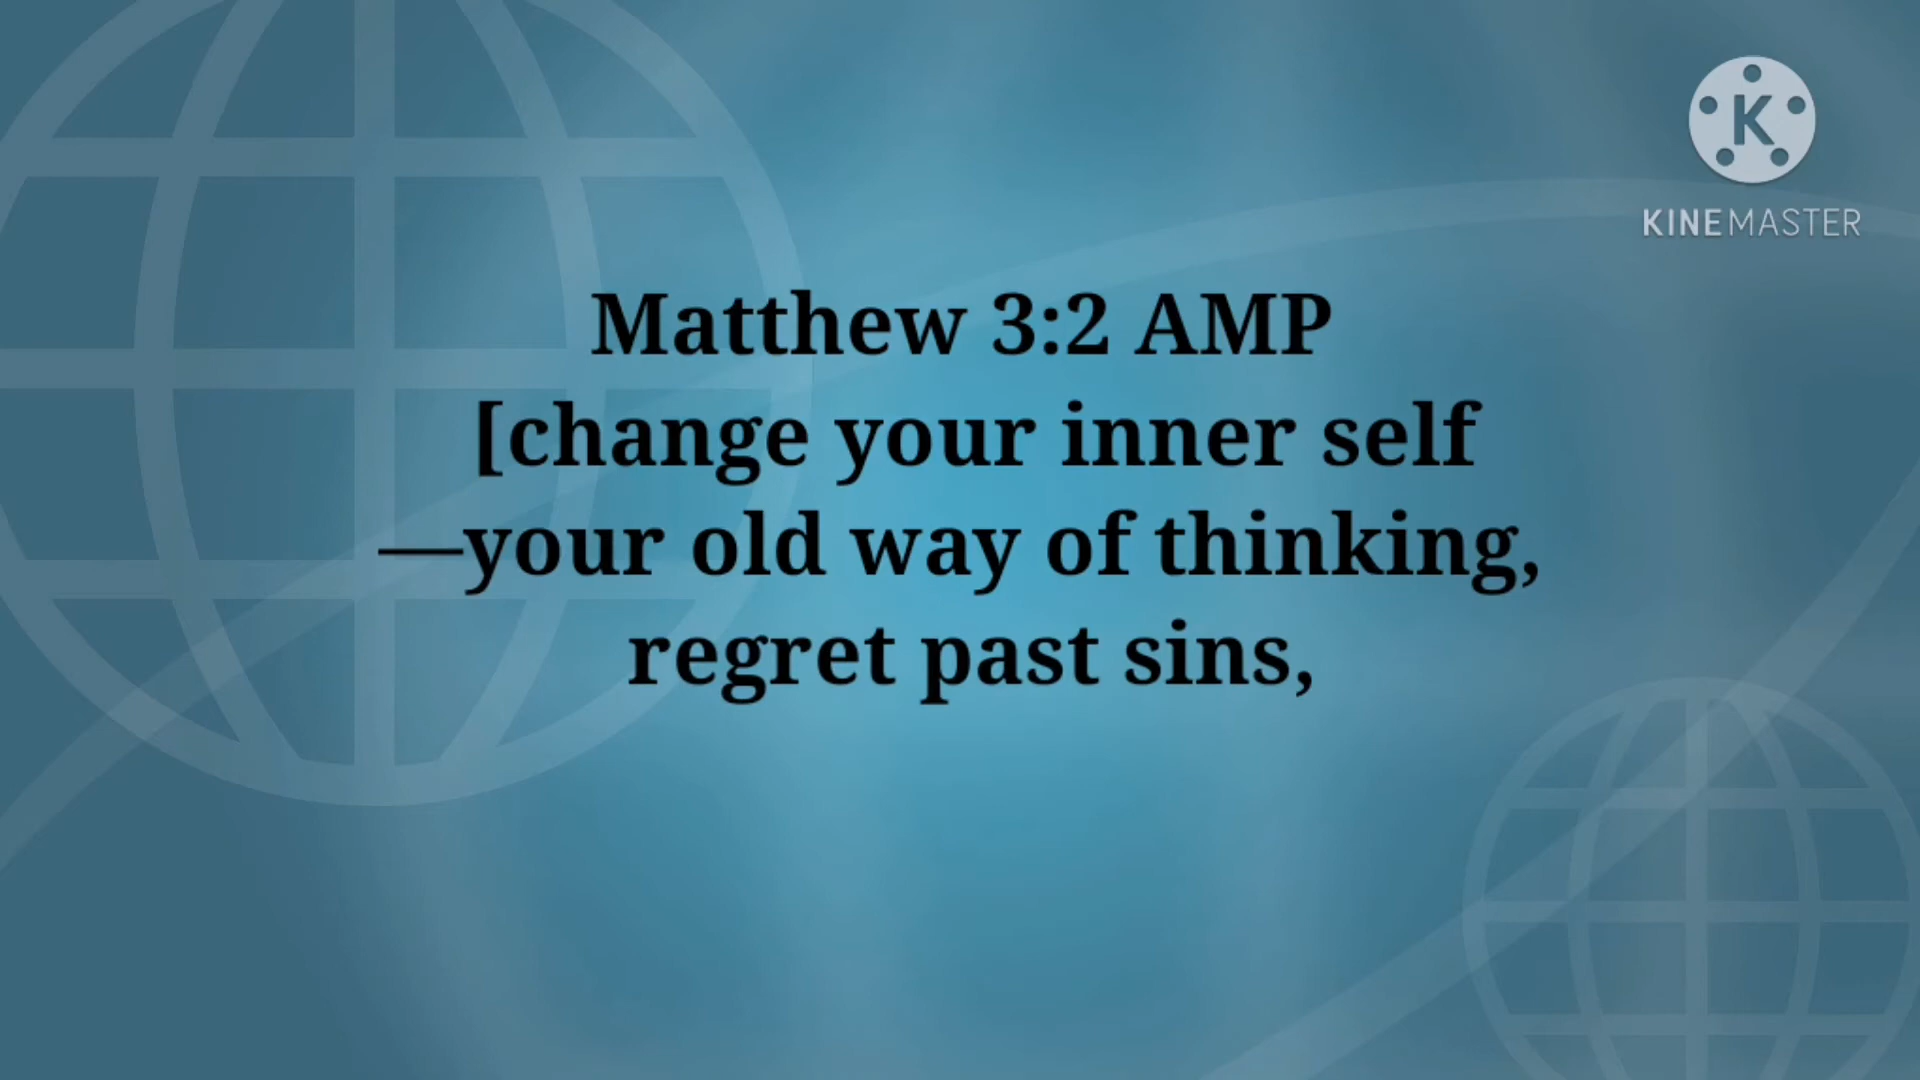 K
KINEMASTER
Matthew 3:2 AMP
[change your inner self
—your old way of thinking,
regret past sins,